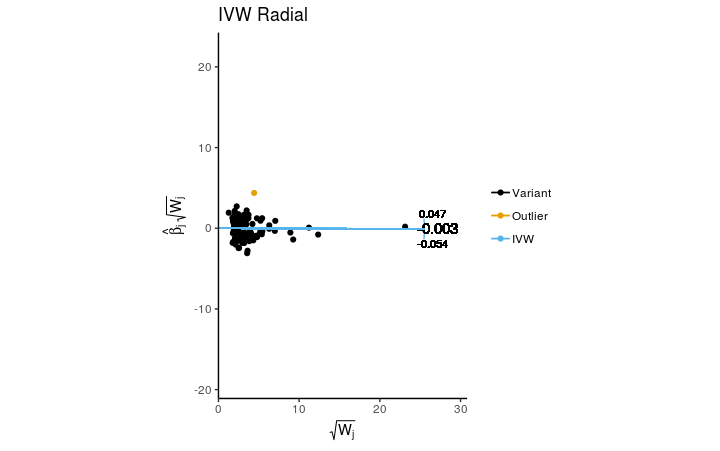 IVW Radial
20
10
0
-10
-20
β̂j√Wj
0.047
-0.003
-0.054
Variant
Outlier
IVW
0
10
20
30
√Wj